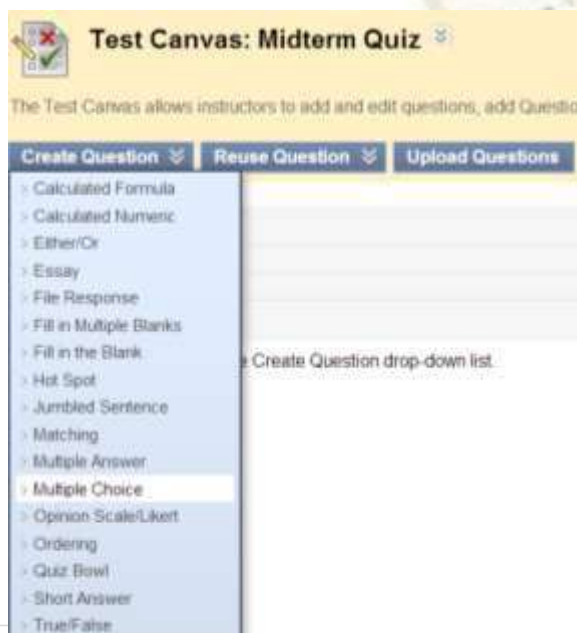 Test Canvas: Midterm Quiz
The Test Canvas allows instructors to add and edit questions, add Questio
Create Question Reuse Question Upload Questions
Calculated Formula
Calculated Numeric
Either/Or
Essay
File Response
Fill in Multiple Blanks
Fill in the Blank
e Create Question drop-down list.
Hot Spot
Jumbled Sentence
Matching
Multiple Answer
Multiple Choice
Opinion Scale/Likert
Ordering
Quiz Bowl
Short Answer
True/False